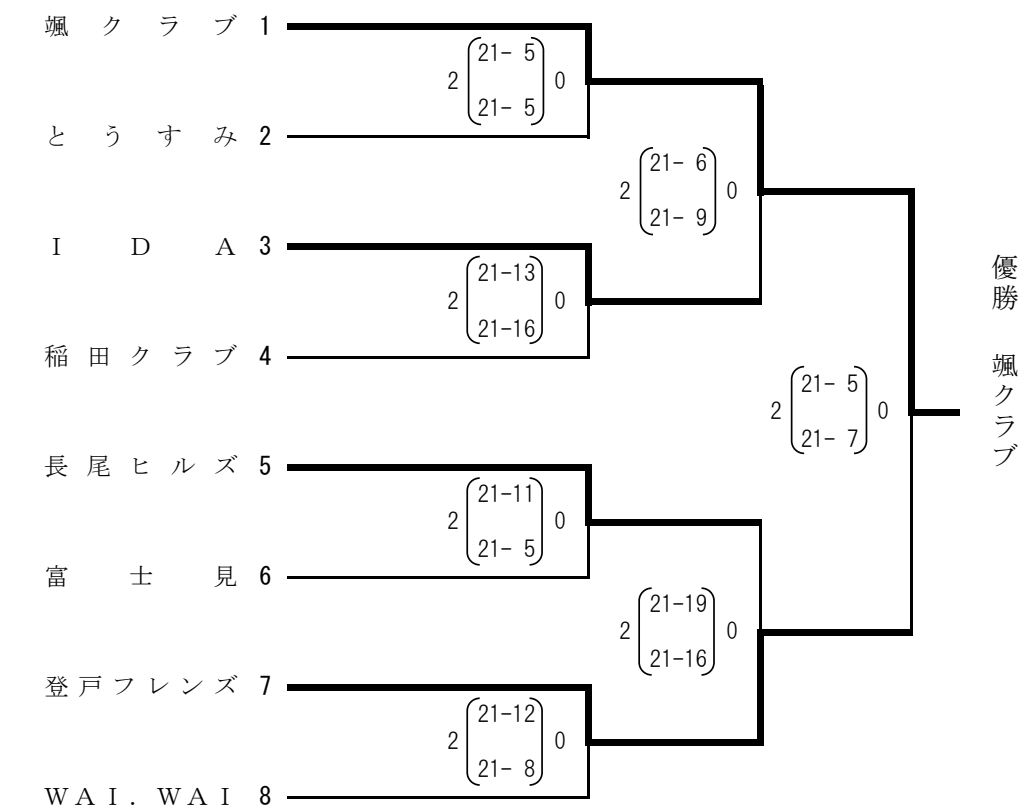 颯クラブ 1
21- 5
2 0
21- 5
とうすみ 2
21- 6
2 0
21- 9
IDA 3
21-13
2 0
21-16
稲田クラブ 4
優勝 颯クラブ
21- 5
2 0
21- 7
長尾ヒルズ 5
21-11
2 0
21- 5
富士見 6
21-19
2 0
21-16
登戸フレンズ 7
21-12
2 0
21- 8
WAI.WAI 8